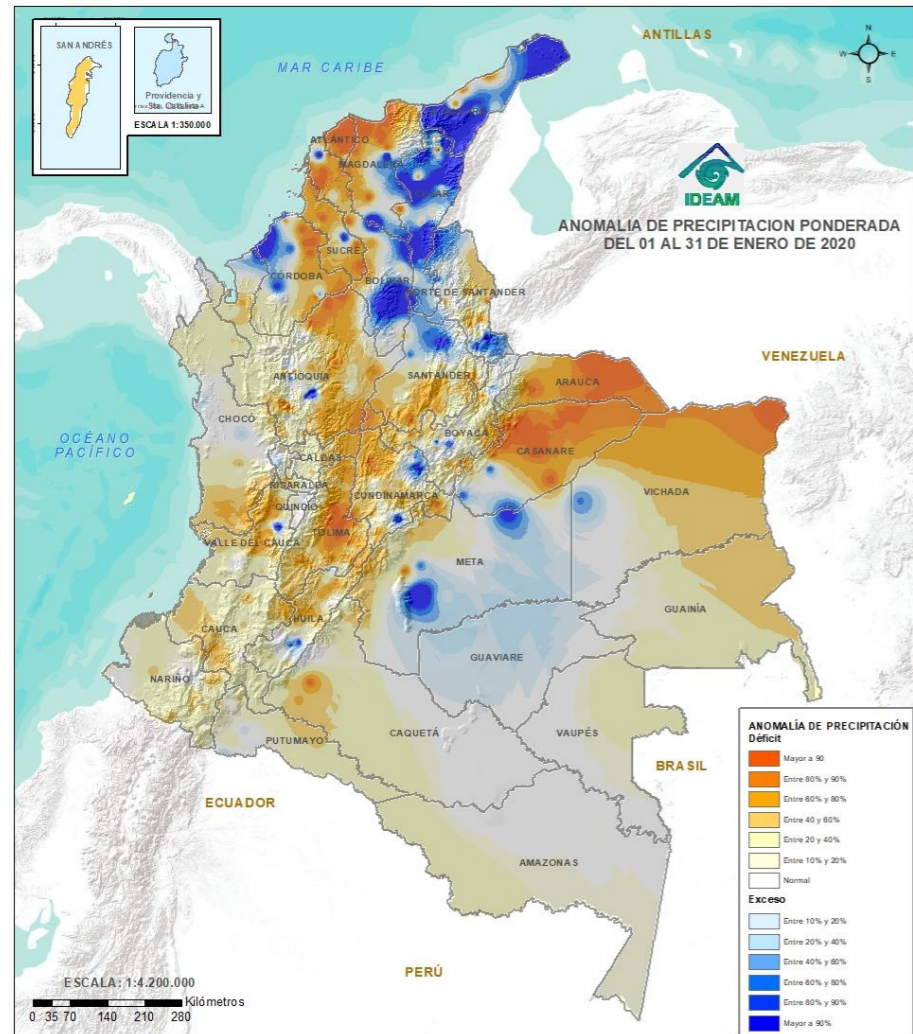 SAN ANDRÉS
Providencia y
Sta. Catalina
ESCALA 1:350.000
MAR CARIBE
ANTILLAS
N
W
E
S
IDEAM
ANOMALIA DE PRECIPITACION PONDERADA
DEL 01 AL 31 DE ENERO DE 2020
ATLÁNTICO
MAGDALENA
SUCRE
CÓRDOBA
BOLÍVAR
NORTE DE SANTANDER
VENEZUELA
ANTIOQUIA
SANTANDER
ARAUCA
CHOCÓ
BOYACÁ
CASANARE
OCÉANO
PACÍFICO
CALDAS
RISARALDA
CUNDINAMARCA
VICHADA
QUINDÍO
TOLIMA
VALLE DEL CAUCA
META
GUAINÍA
CAUCA
HUILA
GUAVIARE
NARIÑO
CAQUETÁ
VAUPÉS
PUTUMAYO
BRASIL
ECUADOR
AMAZONAS
PERÚ
ESCALA: 1:4.200.000
Kilómetros
0 35 70 140 210 280
ANOMALÍA DE PRECIPITACIÓN
Déficit
Mayor a 90
Entre 80% y 90%
Entre 60% y 80%
Entre 40 y 60%
Entre 20 y 40%
Entre 10% y 20%
Normal
Exceso
Entre 10% y 20%
Entre 20% y 40%
Entre 40% y 60%
Entre 60% y 80%
Entre 80% y 90%
Mayor a 90%